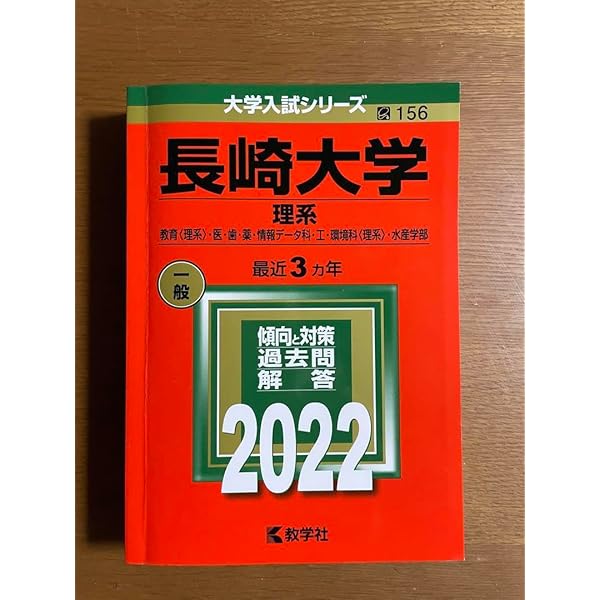 大学入試シリーズ
156
長崎大学
理系
教育〈理系〉・医・歯・薬・情報データ科・工・環境科〈理系〉・水産学部
最近3ヵ年
一般
傾向と対策
過去問
解答
2022
教学社